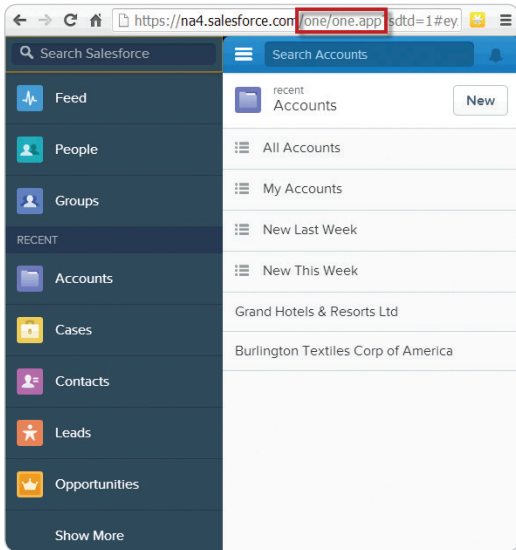 https://na4.salesforce.com/one/one.app?sdtd=1#ey
Search Salesforce
Feed
People
Groups
RECENT
Accounts
Cases
Contacts
Leads
Opportunities
Show More
Search Accounts
recent
Accounts
New
All Accounts
My Accounts
New Last Week
New This Week
Grand Hotels & Resorts Ltd
Burlington Textiles Corp of America